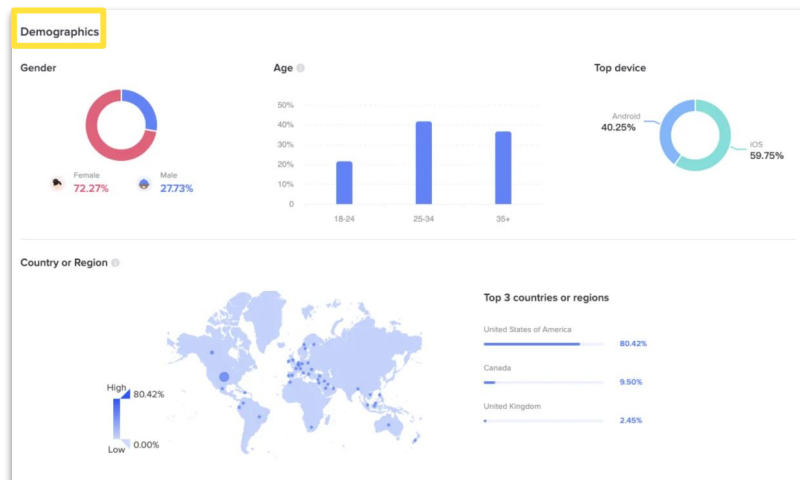 Demographics
Gender
Female
72.27%
Male
27.73%
Age
50%
40%
30%
20%
10%
0
18-24
25-34
35+
Top device
Android
40.25%
iOS
59.75%
Country or Region
High
80.42%
Low
0.00%
Top 3 countries or regions
United States of America
80.42%
Canada
9.50%
United Kingdom
2.45%